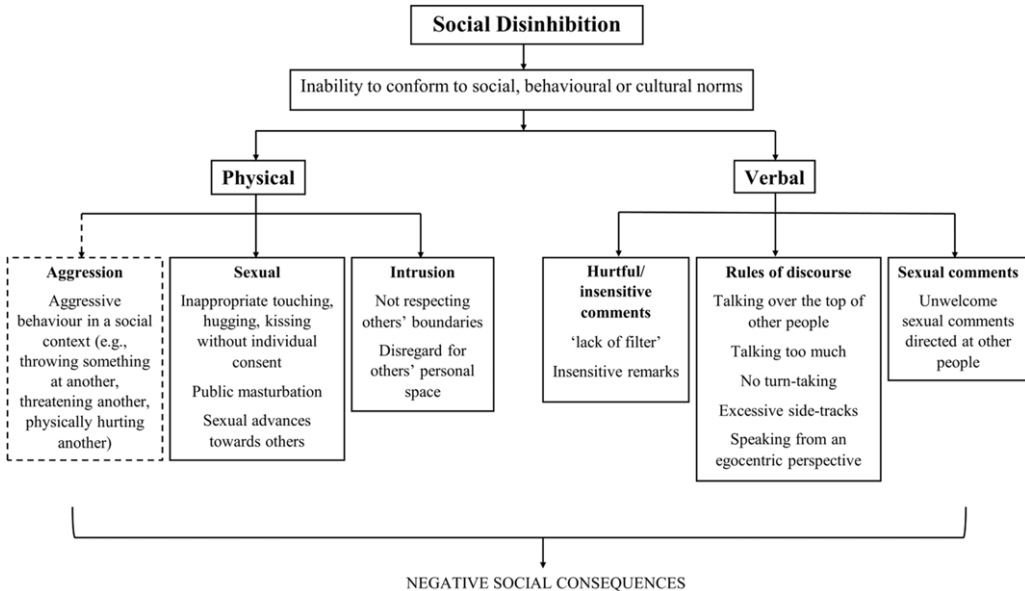 Social Disinhibition
Inability to conform to social, behavioural or cultural norms
Physical
Verbal
Aggression
Aggressive
behaviour in a social
context (e.g.,
throwing something
at another,
threatening another,
physically hurting
another)
Sexual
Inappropriate touching,
hugging, kissing
without individual
consent
Public masturbation
Sexual advances
towards others
Intrusion
Not respecting
others’ boundaries
Disregard for
others’ personal
space
Hurtful/
insensitive
comments
‘lack of filter’
Insensitive remarks
Rules of discourse
Talking over the top of
other people
Talking too much
No turn-taking
Excessive side-tracks
Speaking from an
egocentric perspective
Sexual comments
Unwelcome
sexual comments
directed at other
people
NEGATIVE SOCIAL CONSEQUENCES